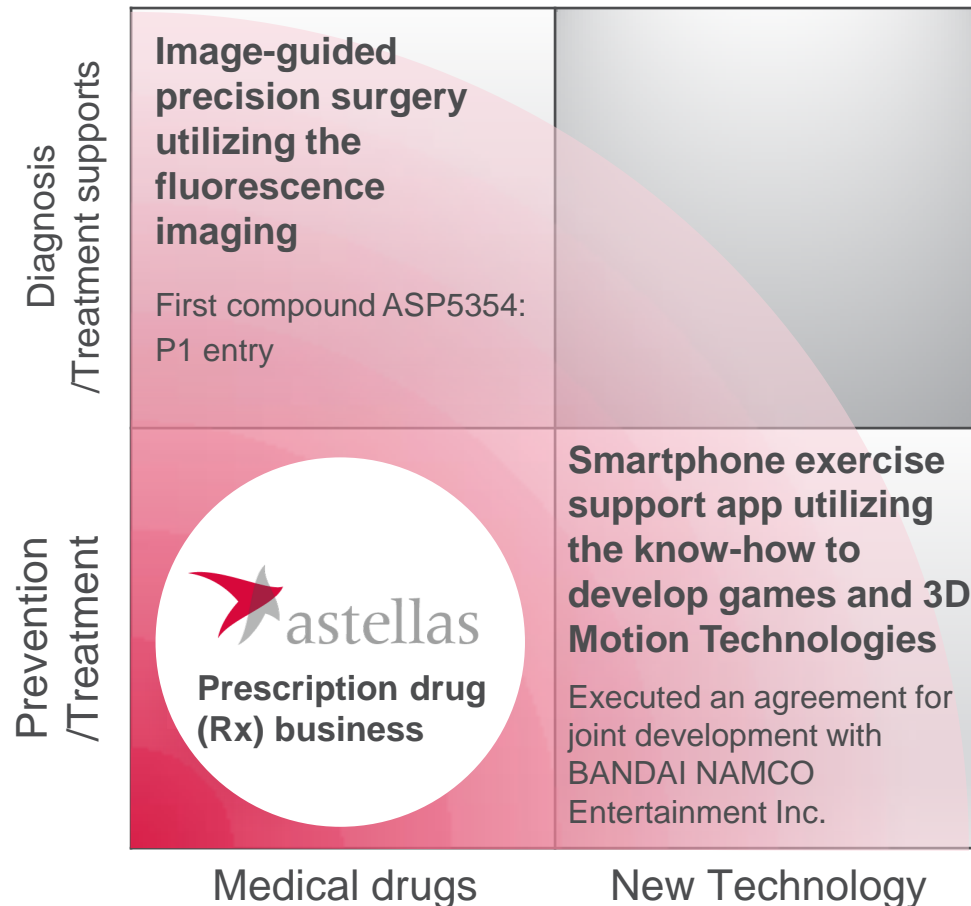 Diagnosis
/Treatment supports
Image-guided
precision surgery
utilizing the
fluorescence
imaging
First compound ASP5354:
P1 entry
Prevention
/Treatment
astellas
Prescription drug
(Rx) business
Smartphone exercise
support app utilizing
the know-how to
develop games and 3D
Motion Technologies
Executed an agreement for
joint development with
BANDAI NAMCO
Entertainment Inc.
Medical drugs
New Technology